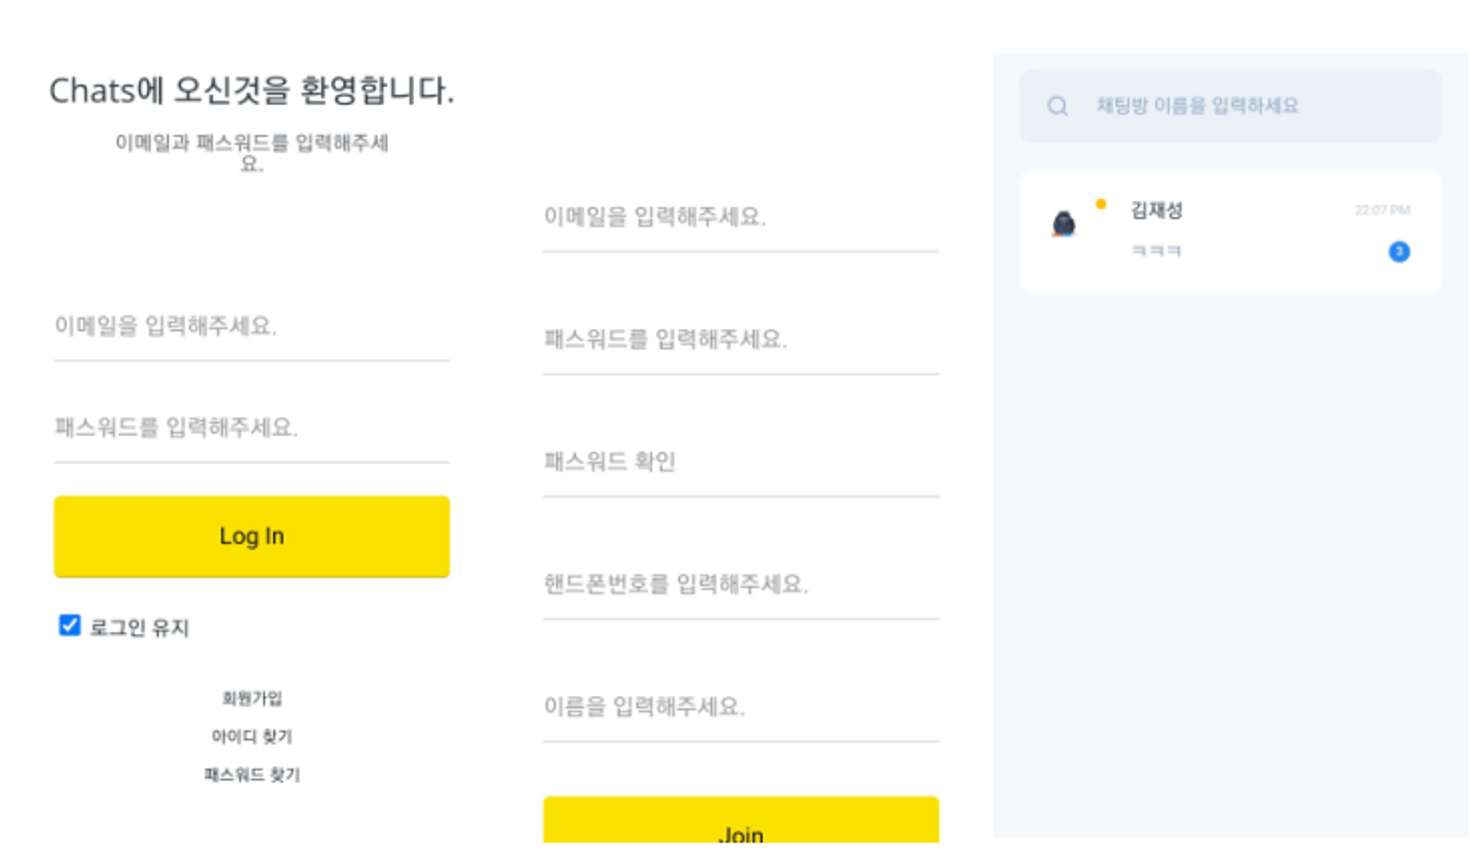 Chats에 오신것을 환영합니다.
이메일과 패스워드를 입력해주세
요.
이메일을 입력해주세요.
패스워드를 입력해주세요.
Log In
로그인 유지
회원가입
아이디 찾기
패스워드 찾기
이메일을 입력해주세요.
패스워드를 입력해주세요.
패스워드 확인
핸드폰번호를 입력해주세요.
이름을 입력해주세요.
Join
채팅방 이름을 입력하세요
김재성
22:07 PM
ㅋㅋㅋ
3